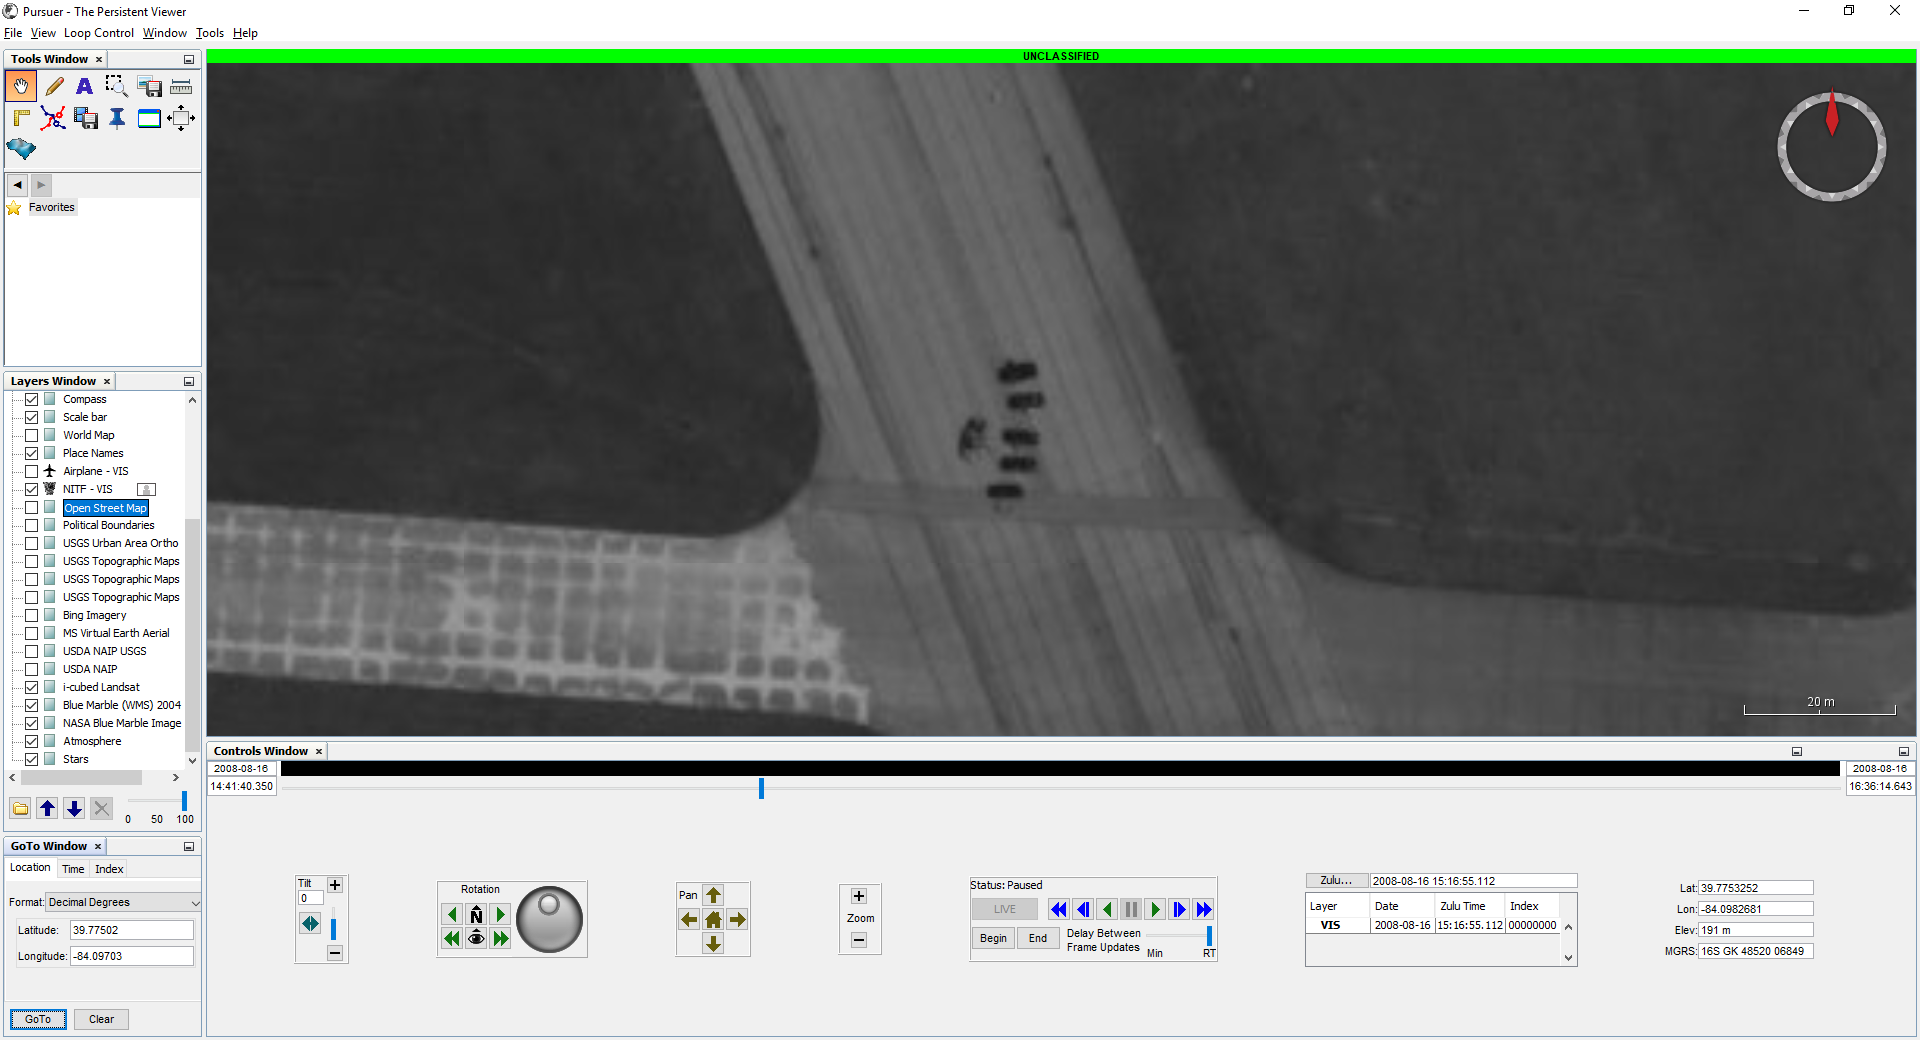 Pursuer - The Persistent Viewer
File View Loop Control Window Tools Help
Tools Window ×
A
Favorites
Layers Window ×
Compass
Scale bar
World Map
Place Names
Airplane - VIS
NITF - VIS
Open Street Map
Political Boundaries
USGS Urban Area Ortho
USGS Topographic Maps
USGS Topographic Maps
USGS Topographic Maps
Bing Imagery
MS Virtual Earth Aerial
USDA NAIP USGS
USDA NAIP
i-cubed Landsat
Blue Marble (WMS) 2004
NASA Blue Marble Image
Atmosphere
Stars
0 50 100
GoTo Window ×
Location Time Index
Format: Decimal Degrees
Latitude: 39.77502
Longitude: -84.09703
GoTo Clear
UNCLASSIFIED
20 m
Controls Window ×
2008-08-16
14:41:40.350
2008-08-16
16:36:14.643
Tilt
0
Rotation
N
Pan
Zoom
Status: Paused
LIVE
Begin End Delay Between
Frame Updates
Min RT
Zulu... 2008-08-16 15:16:55.112
Layer Date Zulu Time Index
VIS 2008-08-16 15:16:55.112 00000000
Lat: 39.7753252
Lon: -84.0982681
Elev: 191 m
MGRS: 16S GK 48520 06849